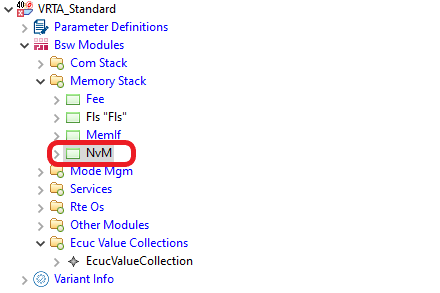 VRTA_Standard
Parameter Definitions
Bsw Modules
Com Stack
Memory Stack
Fee
Fls "Fls"
MemIf
NvM
Mode Mgm
Services
Rte Os
Other Modules
Ecuc Value Collections
EcucValueCollection
Variant Info